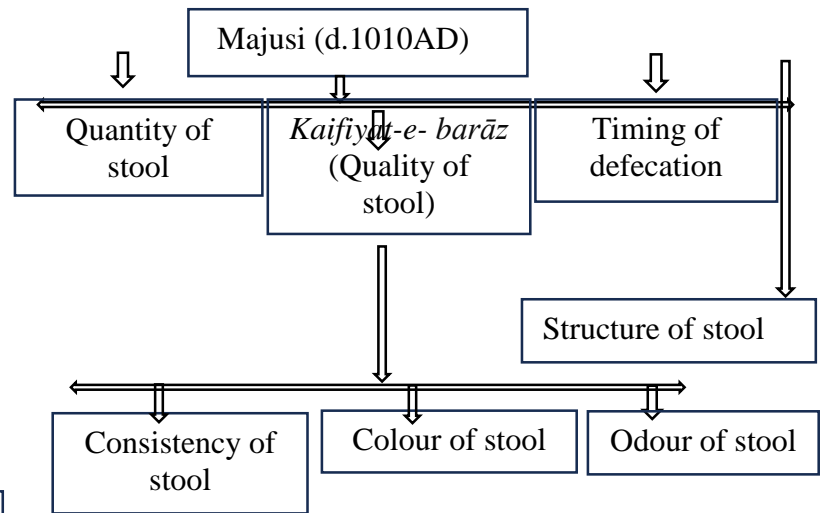 Majusi (d.1010AD)
Quantity of
stool
Kaifiyat-e- barāz
(Quality of
stool)
Timing of
defecation
Structure of stool
Consistency of
stool
Colour of stool
Odour of stool